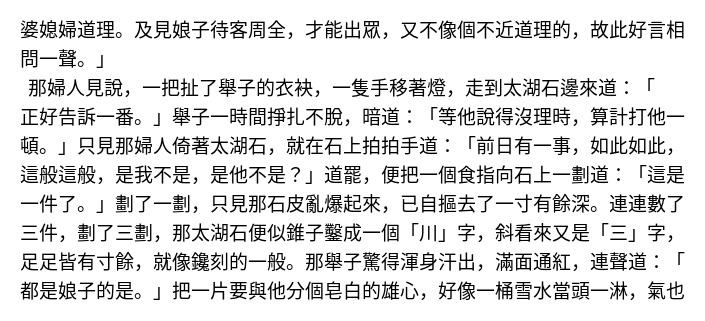 婆媳婦道理。及見娘子待客周全，才能出眾，又不像個不近道理的，故此好言相
問一聲。」
那婦人見說，一把扯了舉子的衣袂，一隻手移著燈，走到太湖石邊來道：「
正好告訴一番。」舉子一時間掙扎不脫，暗道：「等他說得沒理時，算計打他一
頓。」只見那婦人倚著太湖石，就在石上拍拍手道：「前日有一事，如此如此，
這般這般，是我不是，是他不是？」道罷，便把一個食指向石上一劃道：「這是
一件了。」劃了一劃，只見那石皮亂爆起來，已自摳去了一寸有餘深。連連數了
三件，劃了三劃，那太湖石便似錐子鑿成一個「川」字，斜看來又是「三」字，
足足皆有寸餘，就像鑱刻的一般。那舉子驚得渾身汗出，滿面通紅，連聲道：「
都是娘子的是。」把一片要與他分個皂白的雄心，好像一桶雪水當頭一淋，氣也